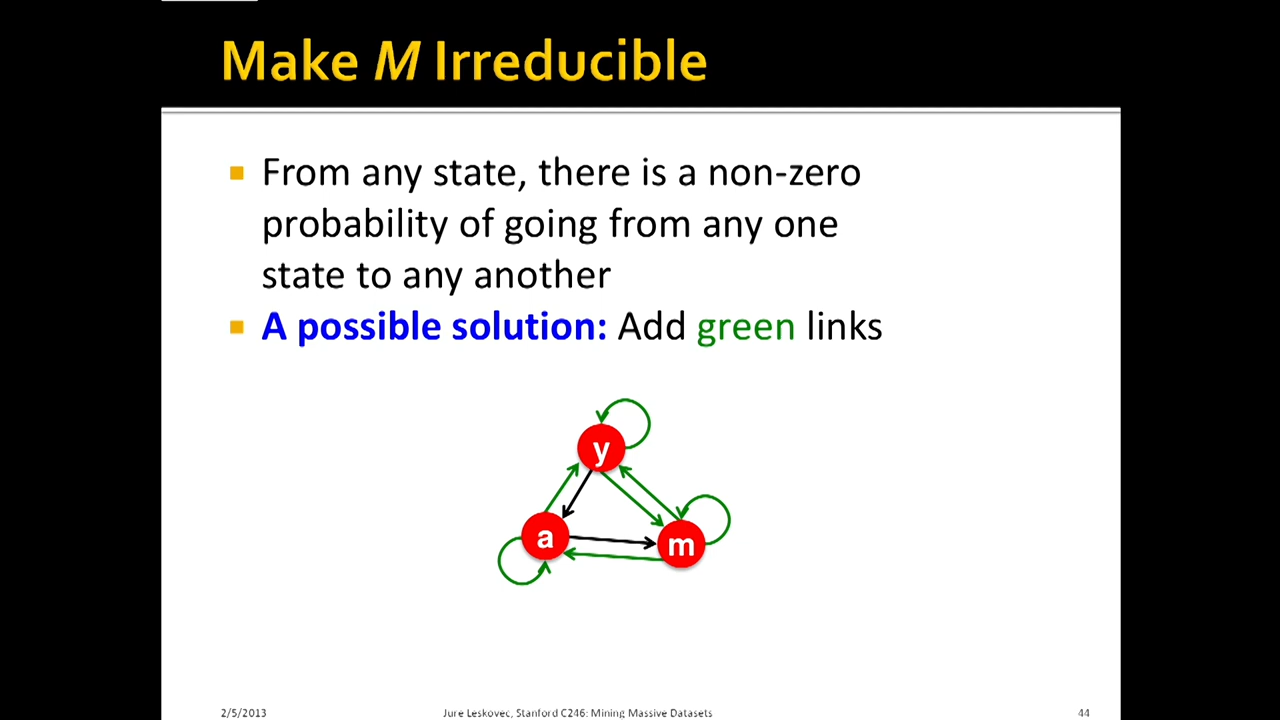 Make M Irreducible
From any state, there is a non-zero
probability of going from any one
state to any another
A possible solution: Add green links
y
a
m
2/5/2013
Jure Leskovec, Stanford C246: Mining Massive Datasets
44